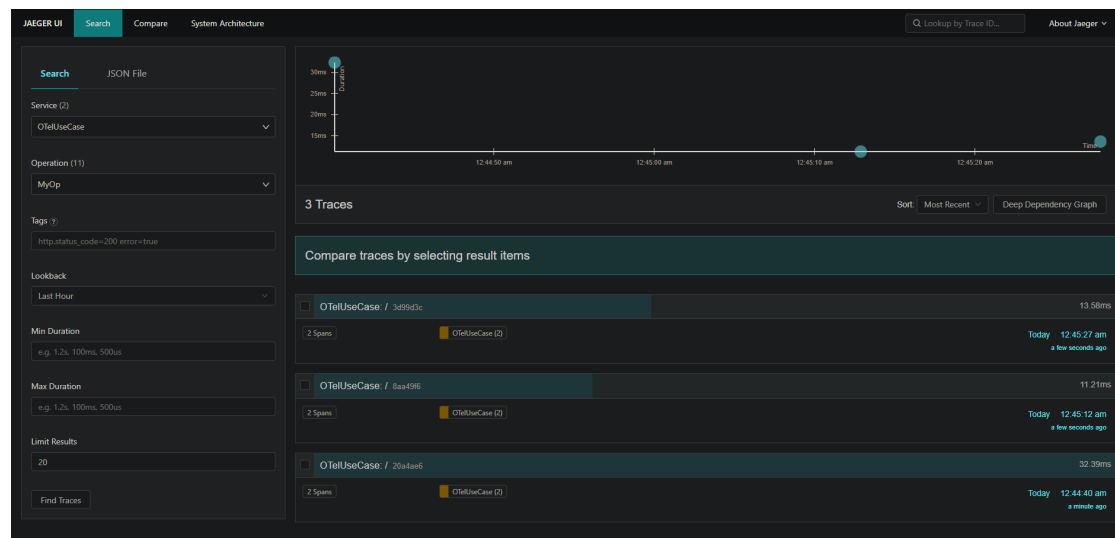 JAEGER UI Search Compare System Architecture Lookup by Trace ID... About Jaeger
Search JSON File
Service (2)
OTelUseCase
Operation (11)
MyOp
Tags ?
http.status_code=200 error=true
Lookback
Last Hour
Min Duration
e.g. 1.2s, 100ms, 500us
Max Duration
e.g. 1.2s, 100ms, 500us
Limit Results
20
Find Traces
Duration
30ms
25ms
20ms
15ms
Time
12:44:50 am 12:45:00 am 12:45:10 am 12:45:20 am
3 Traces Sort: Most Recent Deep Dependency Graph
Compare traces by selecting result items
OTelUseCase: / 3d99d3c 13.58ms
2 Spans OTelUseCase (2) Today 12:45:27 am
a few seconds ago
OTelUseCase: / 8aa49f6 11.21ms
2 Spans OTelUseCase (2) Today 12:45:12 am
a few seconds ago
OTelUseCase: / 20a4ae6 32.39ms
2 Spans OTelUseCase (2) Today 12:44:40 am
a minute ago